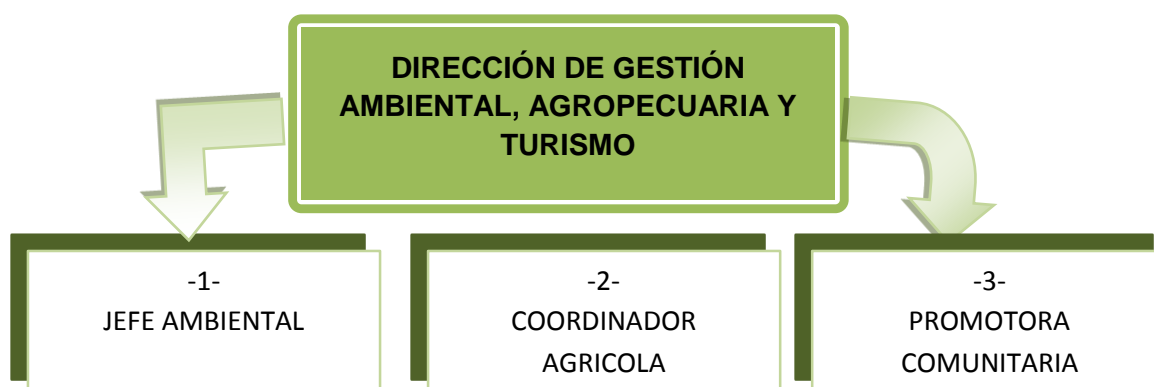 DIRECCIÓN DE GESTIÓN
AMBIENTAL, AGROPECUARIA Y
TURISMO
-1-
JEFE AMBIENTAL
-2-
COORDINADOR
AGRICOLA
-3-
PROMOTORA
COMUNITARIA